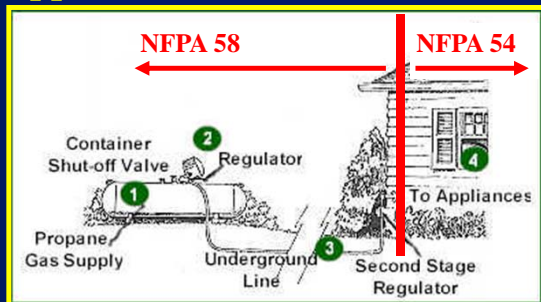 NFPA 58
NFPA 54
Container
Shut-off Valve
2
Regulator
1
4
To Appliances
Propane
Gas Supply
Underground
Line
3
Second Stage
Regulator